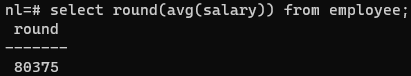 nl=# select round(avg(salary)) from employee;
 round
-------
 80375